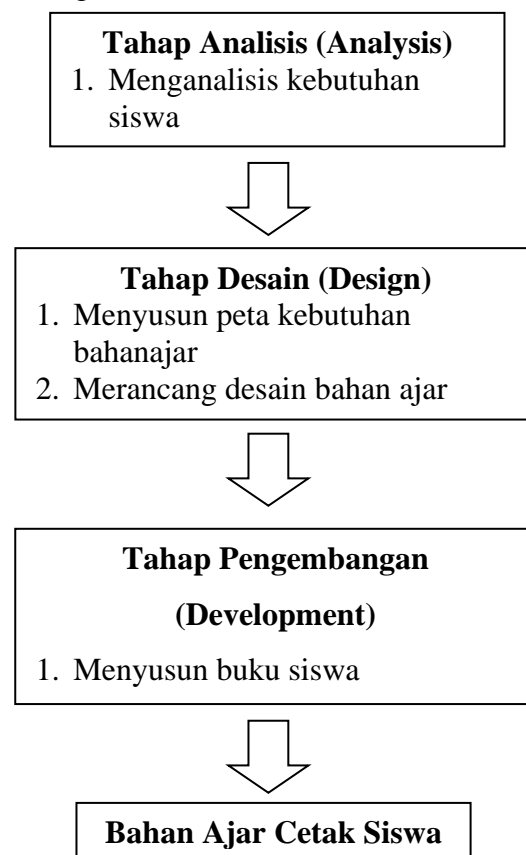 Tahap Analisis (Analysis)
1. Menganalisis kebutuhan
siswa
Tahap Desain (Design)
1. Menyusun peta kebutuhan
bahanajar
2. Merancang desain bahan ajar
Tahap Pengembangan
(Development)
1. Menyusun buku siswa
Bahan Ajar Cetak Siswa